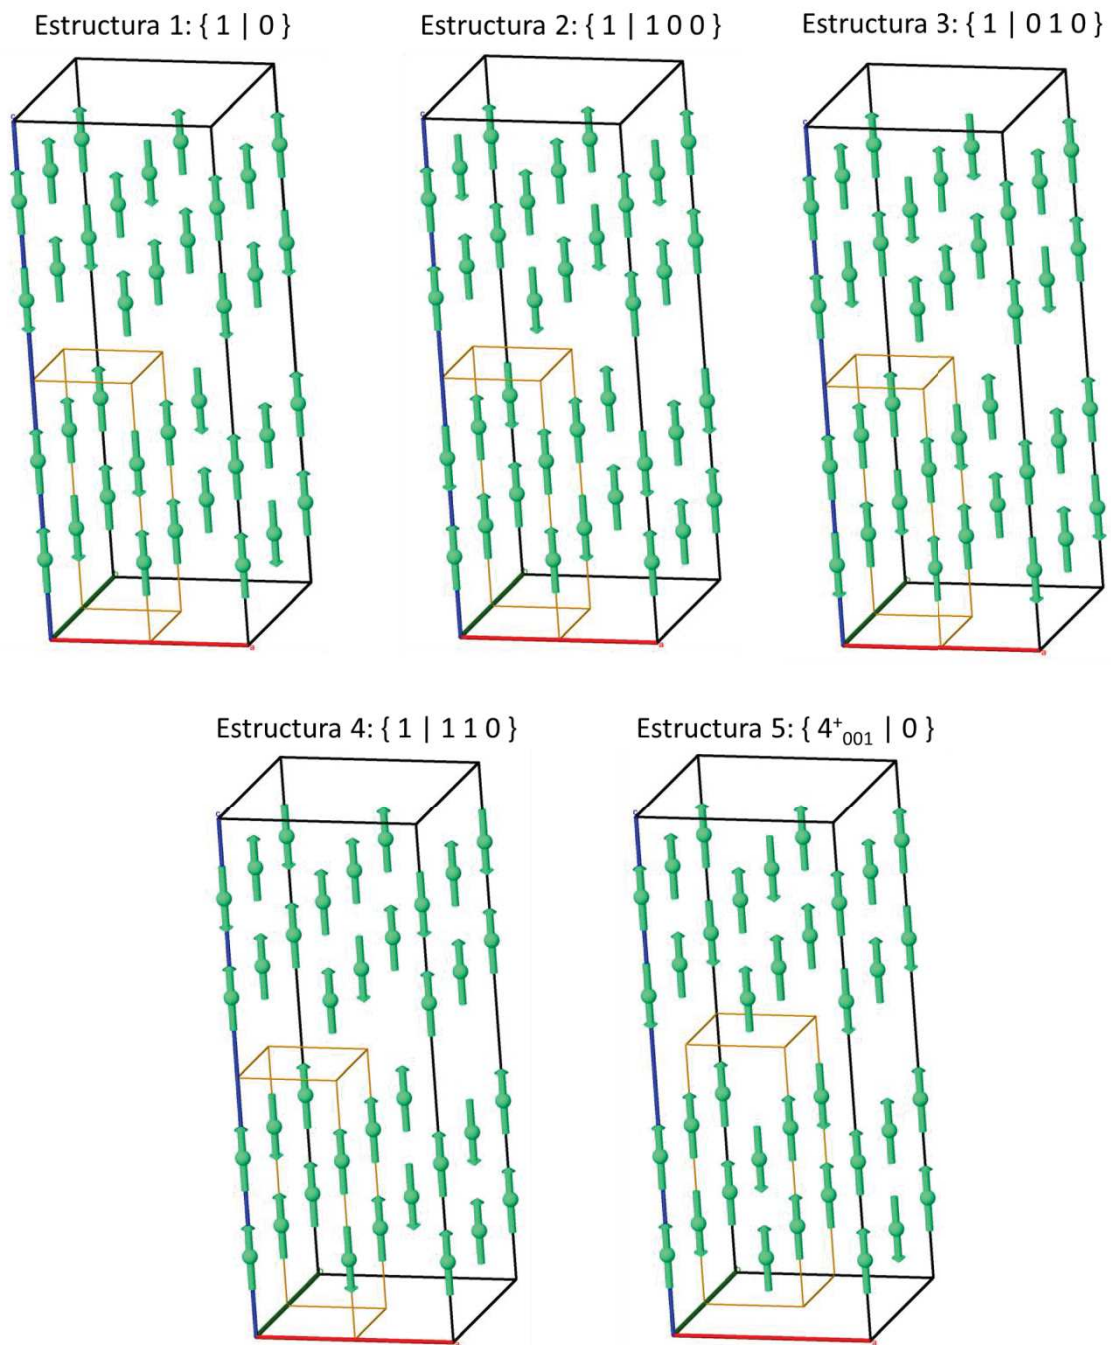 Estructura 1: { 1 | 0 }
Estructura 2: { 1 | 1 0 0 }
Estructura 3: { 1 | 0 1 0 }
Estructura 4: { 1 | 1 1 0 }
Estructura 5: { 4⁺₀₀₁ | 0 }